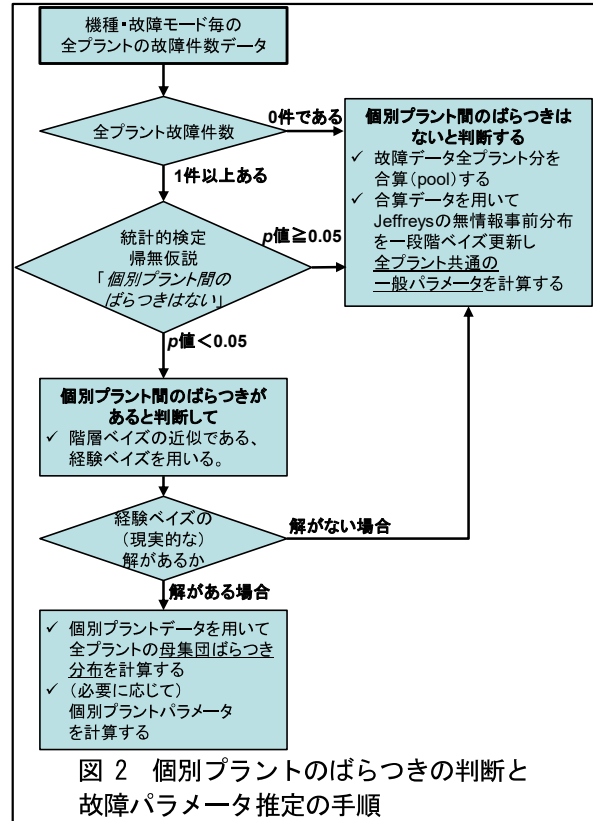 機種・故障モード毎の
全プラントの故障件数データ
全プラント故障件数
0件である
1件以上ある
個別プラント間のばらつきは
ないと判断する
✓ 故障データ全プラント分を
合算(pool)する
✓ 合算データを用いて
Jeffreysの無情報事前分布
を一段階ベイズ更新し
全プラント共通の
一般パラメータを計算する
統計的検定
帰無仮説
「個別プラント間の
ばらつきはない」
p値≧0.05
p値<0.05
個別プラント間のばらつきが
あると判断して
✓ 階層ベイズの近似である、
経験ベイズを用いる。
経験ベイズの
(現実的な)
解があるか
解がない場合
解がある場合
✓ 個別プラントデータを用いて
全プラントの母集団ばらつき
分布を計算する
✓ (必要に応じて)
個別プラントパラメータ
を計算する
図 2 個別プラントのばらつきの判断と
故障パラメータ推定の手順